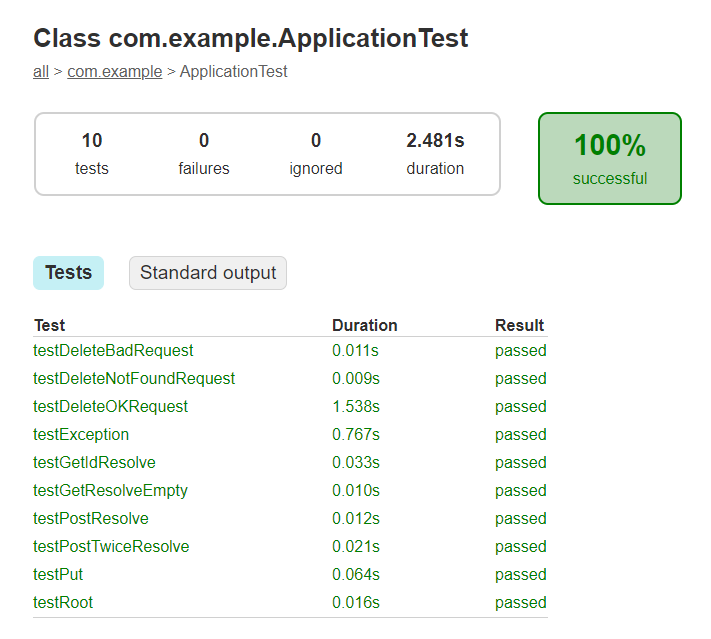 Class com.example.ApplicationTest
all > com.example > ApplicationTest
10 0 0 2.481s
tests failures ignored duration
100%
successful
Tests Standard output
Test Duration Result
testDeleteBadRequest 0.011s passed
testDeleteNotFoundRequest 0.009s passed
testDeleteOKRequest 1.538s passed
testException 0.767s passed
testGetIdResolve 0.033s passed
testGetResolveEmpty 0.010s passed
testPostResolve 0.012s passed
testPostTwiceResolve 0.021s passed
testPut 0.064s passed
testRoot 0.016s passed